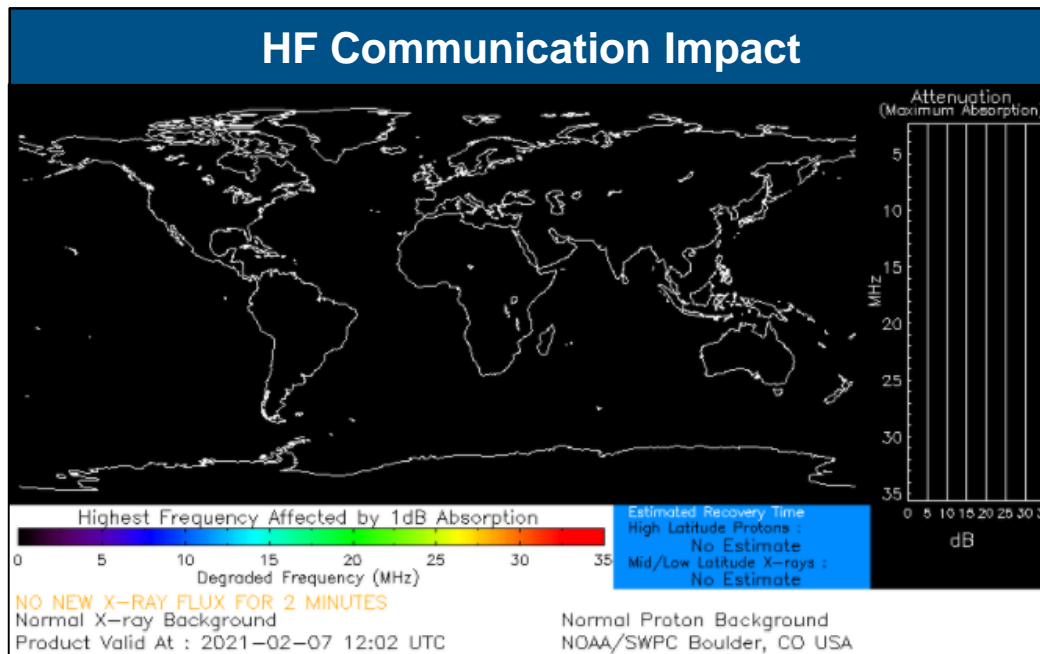 HF Communication Impact
Attenuation
(Maximum Absorption)
5
10
15
20
25
30
35
MHz
0 5 10 15 20 25 30
dB
Highest Frequency Affected by 1dB Absorption
0 5 10 15 20 25 30 35
Degraded Frequency (MHz)
Estimated Recovery Time
High Latitude Protons :
No Estimate
Mid/Low Latitude X-rays :
No Estimate
NO NEW X-RAY FLUX FOR 2 MINUTES
Normal X-ray Background
Normal Proton Background
Product Valid At : 2021-02-07 12:02 UTC
NOAA/SWPC Boulder, CO USA